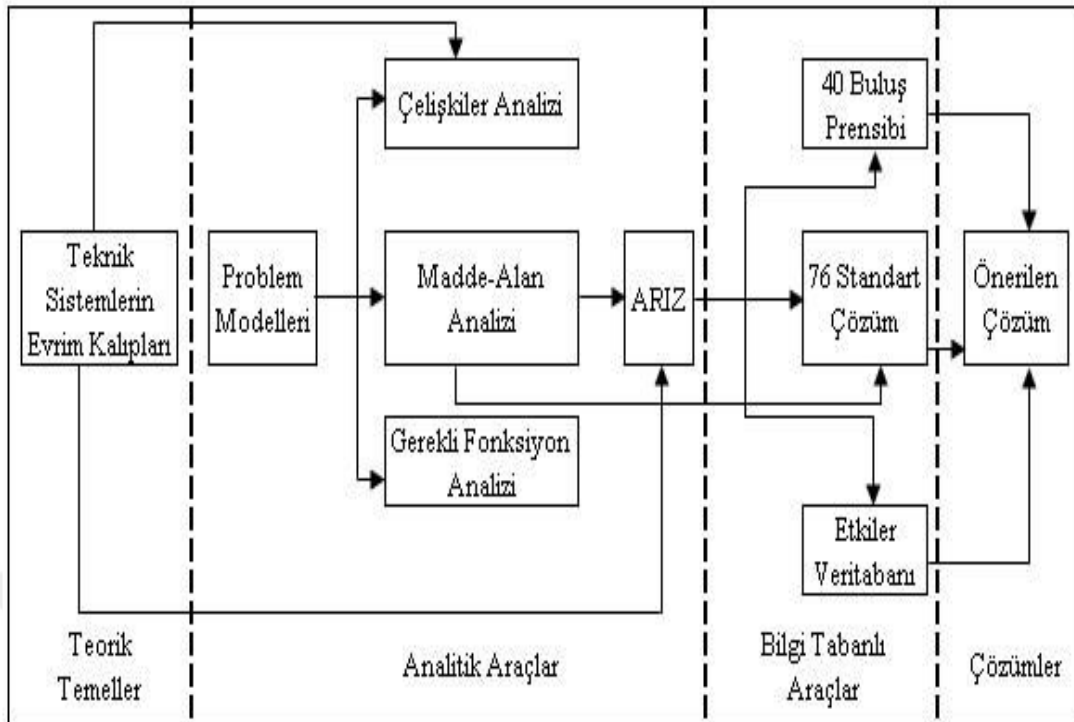 Çelişkiler Analizi
40 Buluş
Prensibi
Teknik
Sistemlerin
Evrim Kalıpları
Problem
Modelleri
Madde-Alan
Analizi
ARIZ
76 Standart
Çözüm
Önerilen
Çözüm
Gerekli Fonksiyon
Analizi
Etkiler
Veritabanı
Teorik
Temeller
Analitik Araçlar
Bilgi Tabanlı
Araçlar
Çözümler